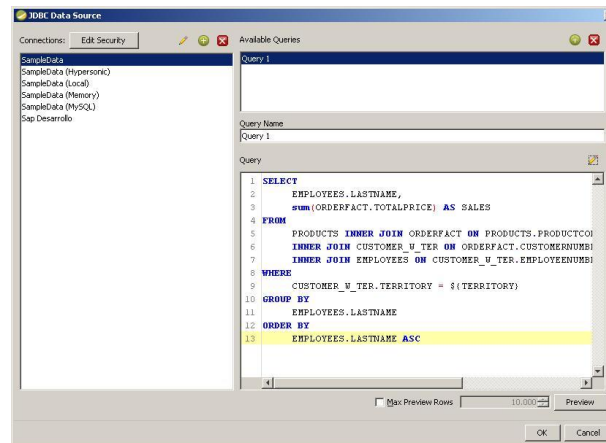 JDBC Data Source
Connections: Edit Security
SampleData
SampleData (Hypersonic)
SampleData (Local)
SampleData (Memory)
SampleData (MySQL)
Sap Desarrollo
Available Queries
Query 1
Query Name
Query 1
Query
1 SELECT
2 EMPLOYEES.LASTNAME,
3 sum(ORDERFACT.TOTALPRICE) AS SALES
4 FROM
5 PRODUCTS INNER JOIN ORDERFACT ON PRODUCTS.PRODUCTCO
6 INNER JOIN CUSTOMER_W_TER ON ORDERFACT.CUSTOMERNUMB
7 INNER JOIN EMPLOYEES ON CUSTOMER_W_TER.EMPLOYEENUMB
8 WHERE
9 CUSTOMER_W_TER.TERRITORY = ${TERRITORY}
10 GROUP BY
11 EMPLOYEES.LASTNAME
12 ORDER BY
13 EMPLOYEES.LASTNAME ASC
Max Preview Rows 10.000 Preview
OK Cancel